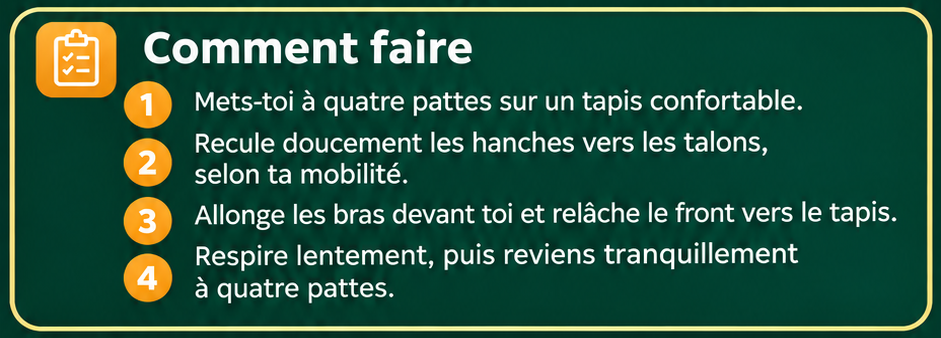 Comment faire
1 Mets-toi à quatre pattes sur un tapis confortable.
2 Recule doucement les hanches vers les talons,
selon ta mobilité.
3 Allonge les bras devant toi et relâche le front vers le tapis.
4 Respire lentement, puis reviens tranquillement
à quatre pattes.